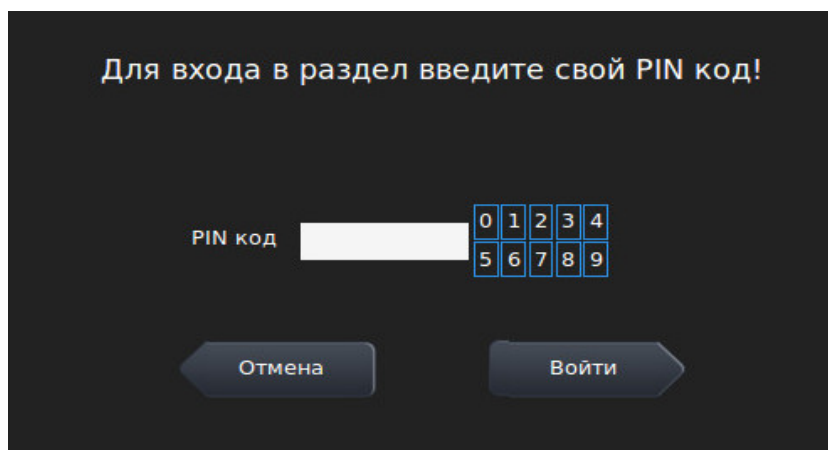 Для входа в раздел введите свой PIN код!
PIN код
0 1 2 3 4
5 6 7 8 9
Отмена
Войти